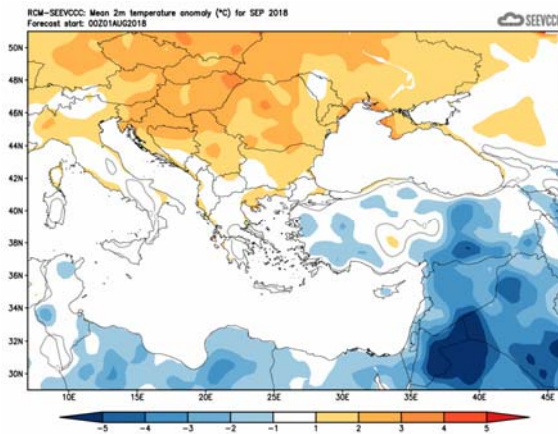 RCM-SEEVCCC: Mean 2m temperature anomaly (°C) for SEP 2018
Forecast start: 00Z01AUG2018
SEEVCCC
50N
48N
46N
44N
42N
40N
38N
36N
34N
32N
30N
10E 15E 20E 25E 30E 35E 40E 45E
-5 -4 -3 -2 -1 1 2 3 4 5